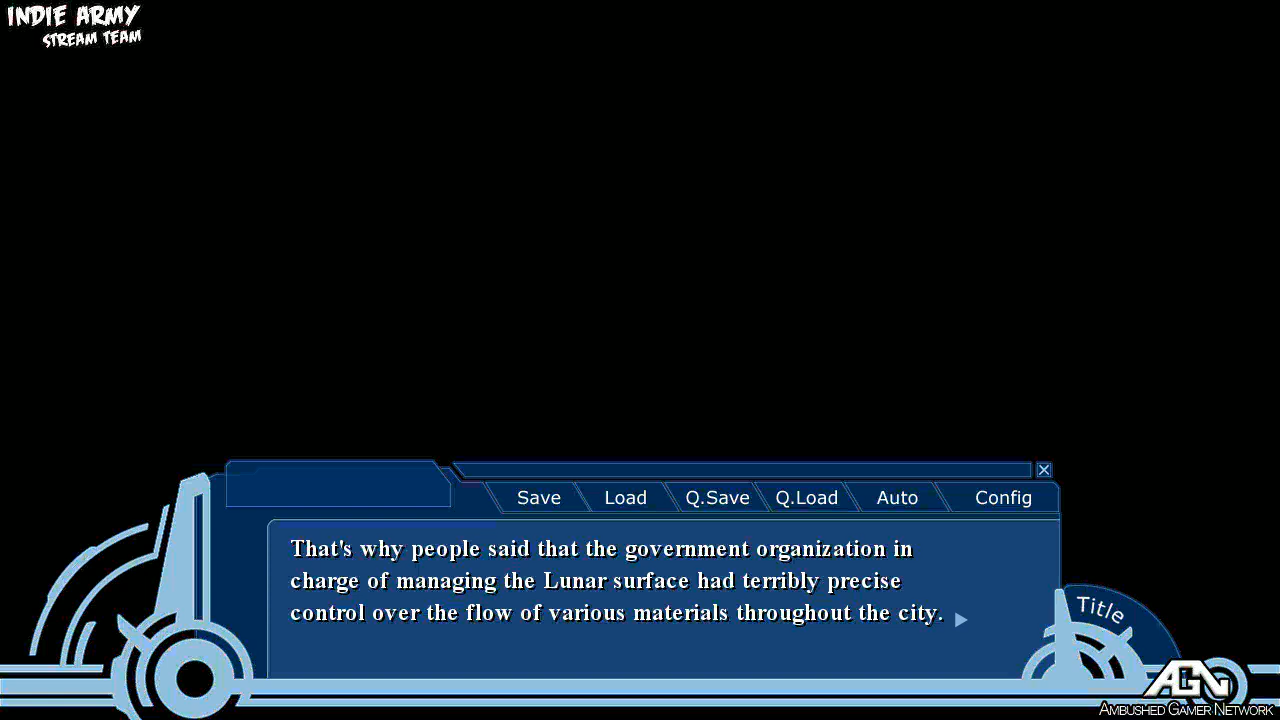 INDIE ARMY
STREAM TEAM
Save Load Q.Save Q.Load Auto Config
That's why people said that the government organization in
charge of managing the Lunar surface had terribly precise
control over the flow of various materials throughout the city.
Title
AGN
AMBUSHED GAMER NETWORK